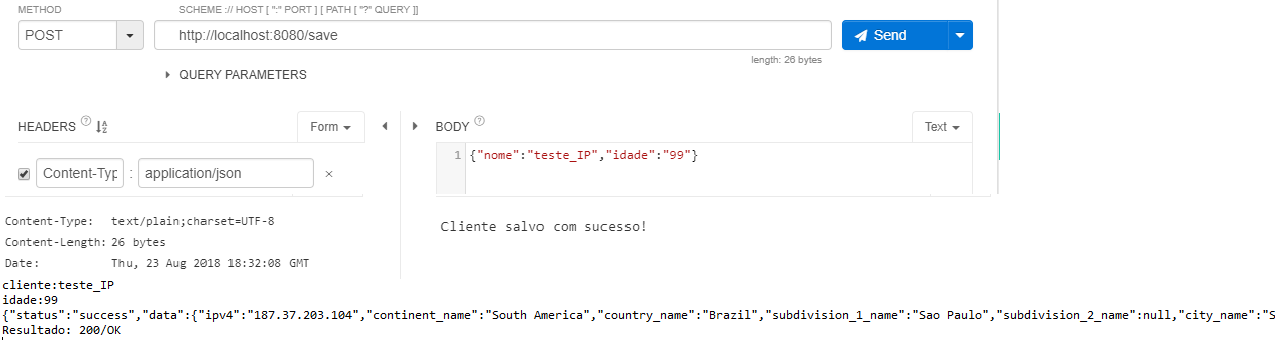 METHOD
SCHEME :// HOST [ ":" PORT ] [ PATH [ "?" QUERY ]]
POST
http://localhost:8080/save
Send
length: 26 bytes
QUERY PARAMETERS
HEADERS ? A Z
Form
BODY ?
Text
Content-Typ : application/json ×
1 {"nome":"teste_IP","idade":"99"}
Content-Type: text/plain;charset=UTF-8
Content-Length: 26 bytes
Date: Thu, 23 Aug 2018 18:32:08 GMT
Cliente salvo com sucesso!
cliente:teste_IP
idade:99
{"status":"success","data":{"ipv4":"187.37.203.104","continent_name":"South America","country_name":"Brazil","subdivision_1_name":"Sao Paulo","subdivision_2_name":null,"city_name":"S
Resultado: 200/OK